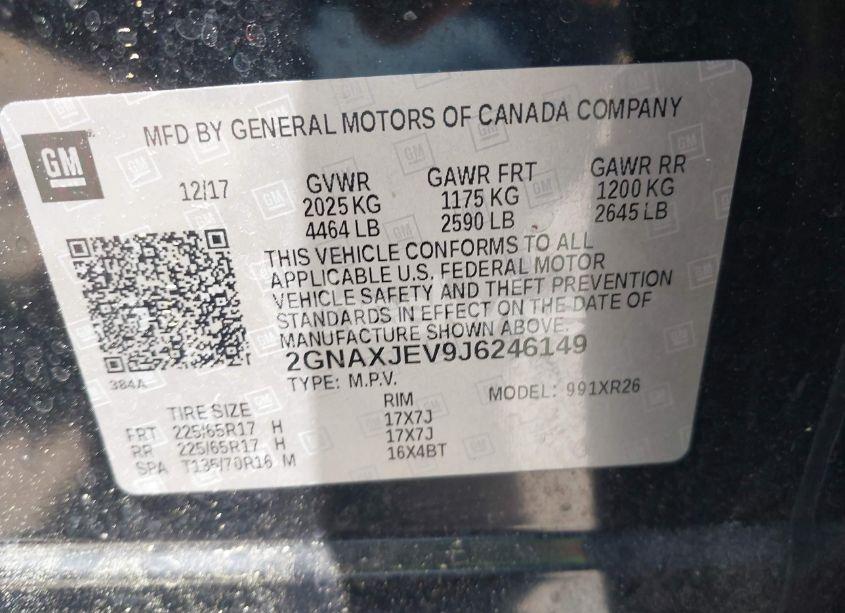 MFD BY GENERAL MOTORS OF CANADA COMPANY
GM
12/17
GVWR
2025 KG
4464 LB
GAWR FRT
1175 KG
2590 LB
GAWR RR
1200 KG
2645 LB
THIS VEHICLE CONFORMS TO ALL
APPLICABLE U.S. FEDERAL MOTOR
VEHICLE SAFETY AND THEFT PREVENTION
STANDARDS IN EFFECT ON THE DATE OF
MANUFACTURE SHOWN ABOVE.
2GNAXJEV9J6246149
384A
TYPE: M.P.V.
MODEL: 991XR26
TIRE SIZE
RIM
FRT 225/65R17 H 17X7J
RR 225/65R17 H 17X7J
SPA T135/70R16 M 16X4BT